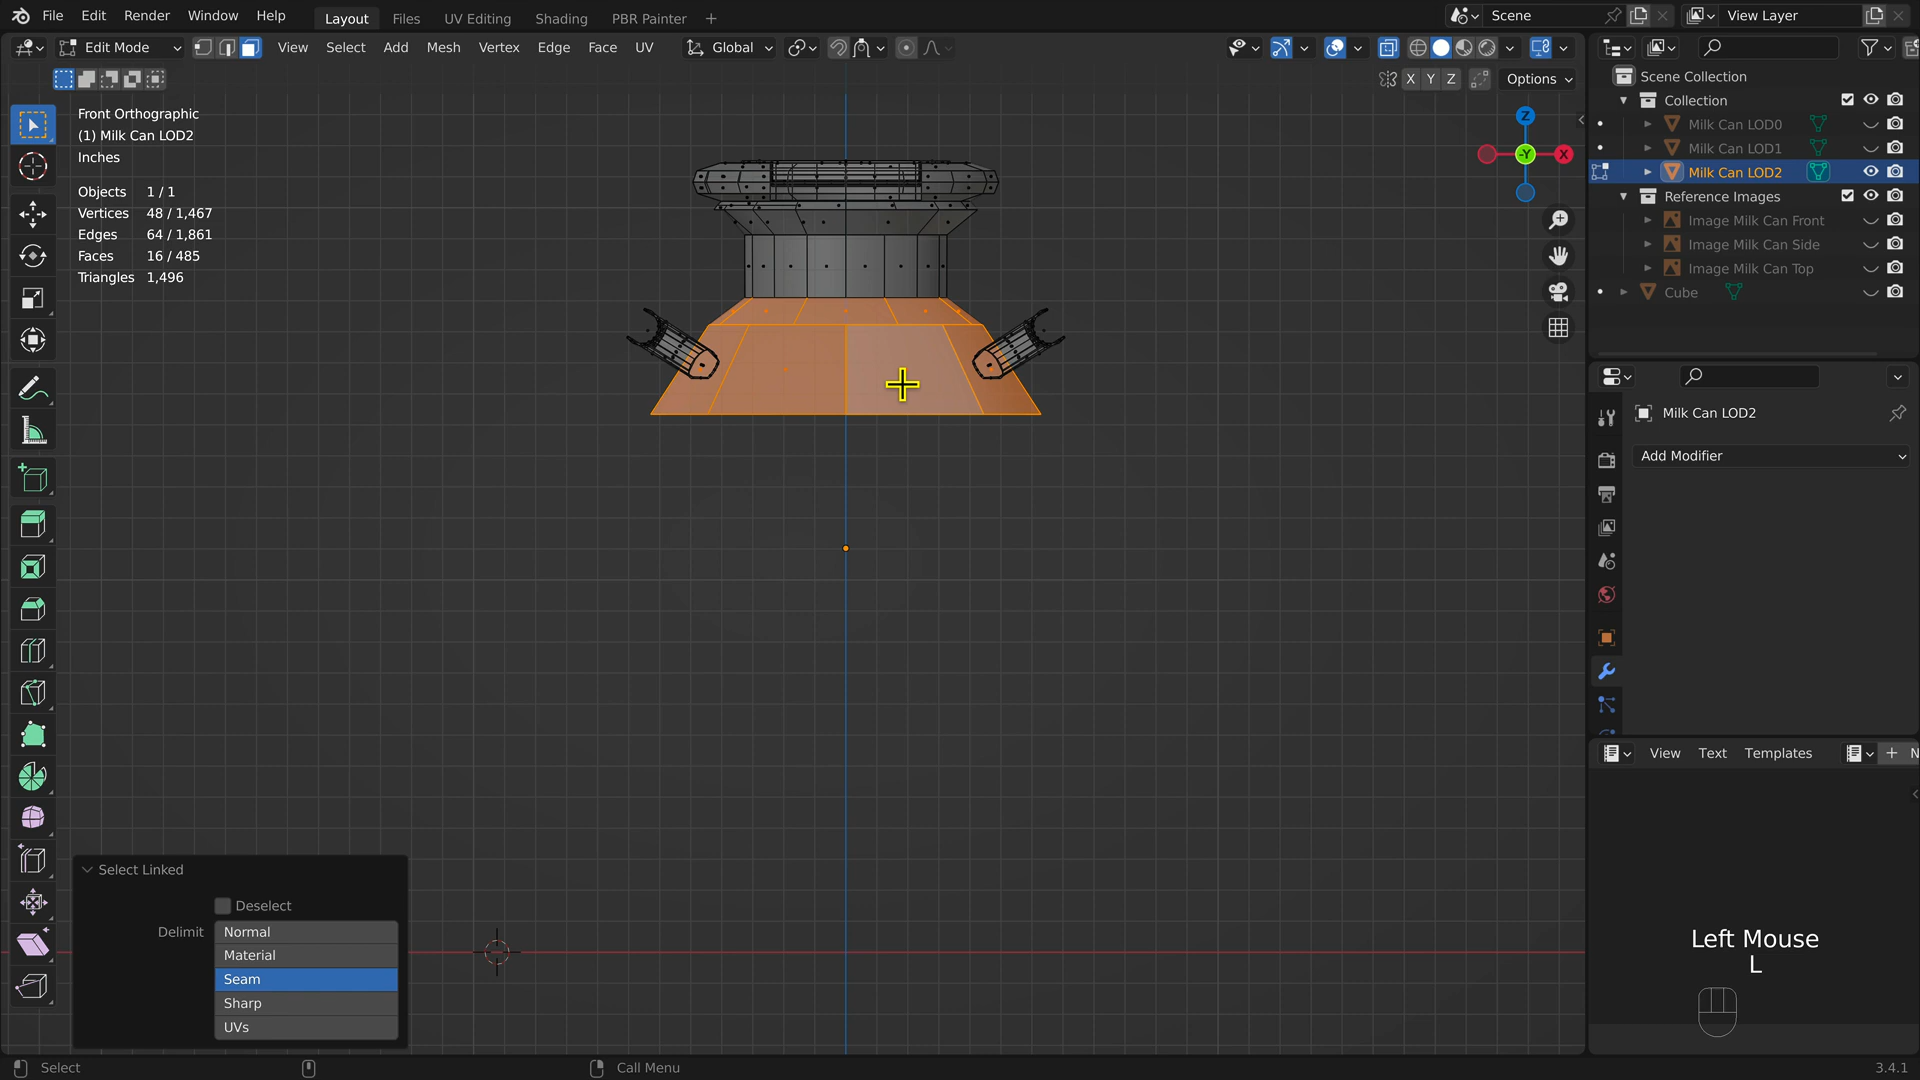 File Edit Render Window Help Layout Files UV Editing Shading PBR Painter + Scene View Layer
Edit Mode View Select Add Mesh Vertex Edge Face UV Global
X Y Z Options
Front Orthographic
(1) Milk Can LOD2
Inches
Objects 1 / 1
Vertices 48 / 1,467
Edges 64 / 1,861
Faces 16 / 485
Triangles 1,496
Z
-Y
X
Scene Collection
Collection
Milk Can LOD0
Milk Can LOD1
Milk Can LOD2
Reference Images
Image Milk Can Front
Image Milk Can Side
Image Milk Can Top
Cube
Milk Can LOD2
Add Modifier
View Text Templates + N
Left Mouse
L
Select Linked
Deselect
Delimit Normal
Material
Seam
Sharp
UVs
Select Call Menu 3.4.1